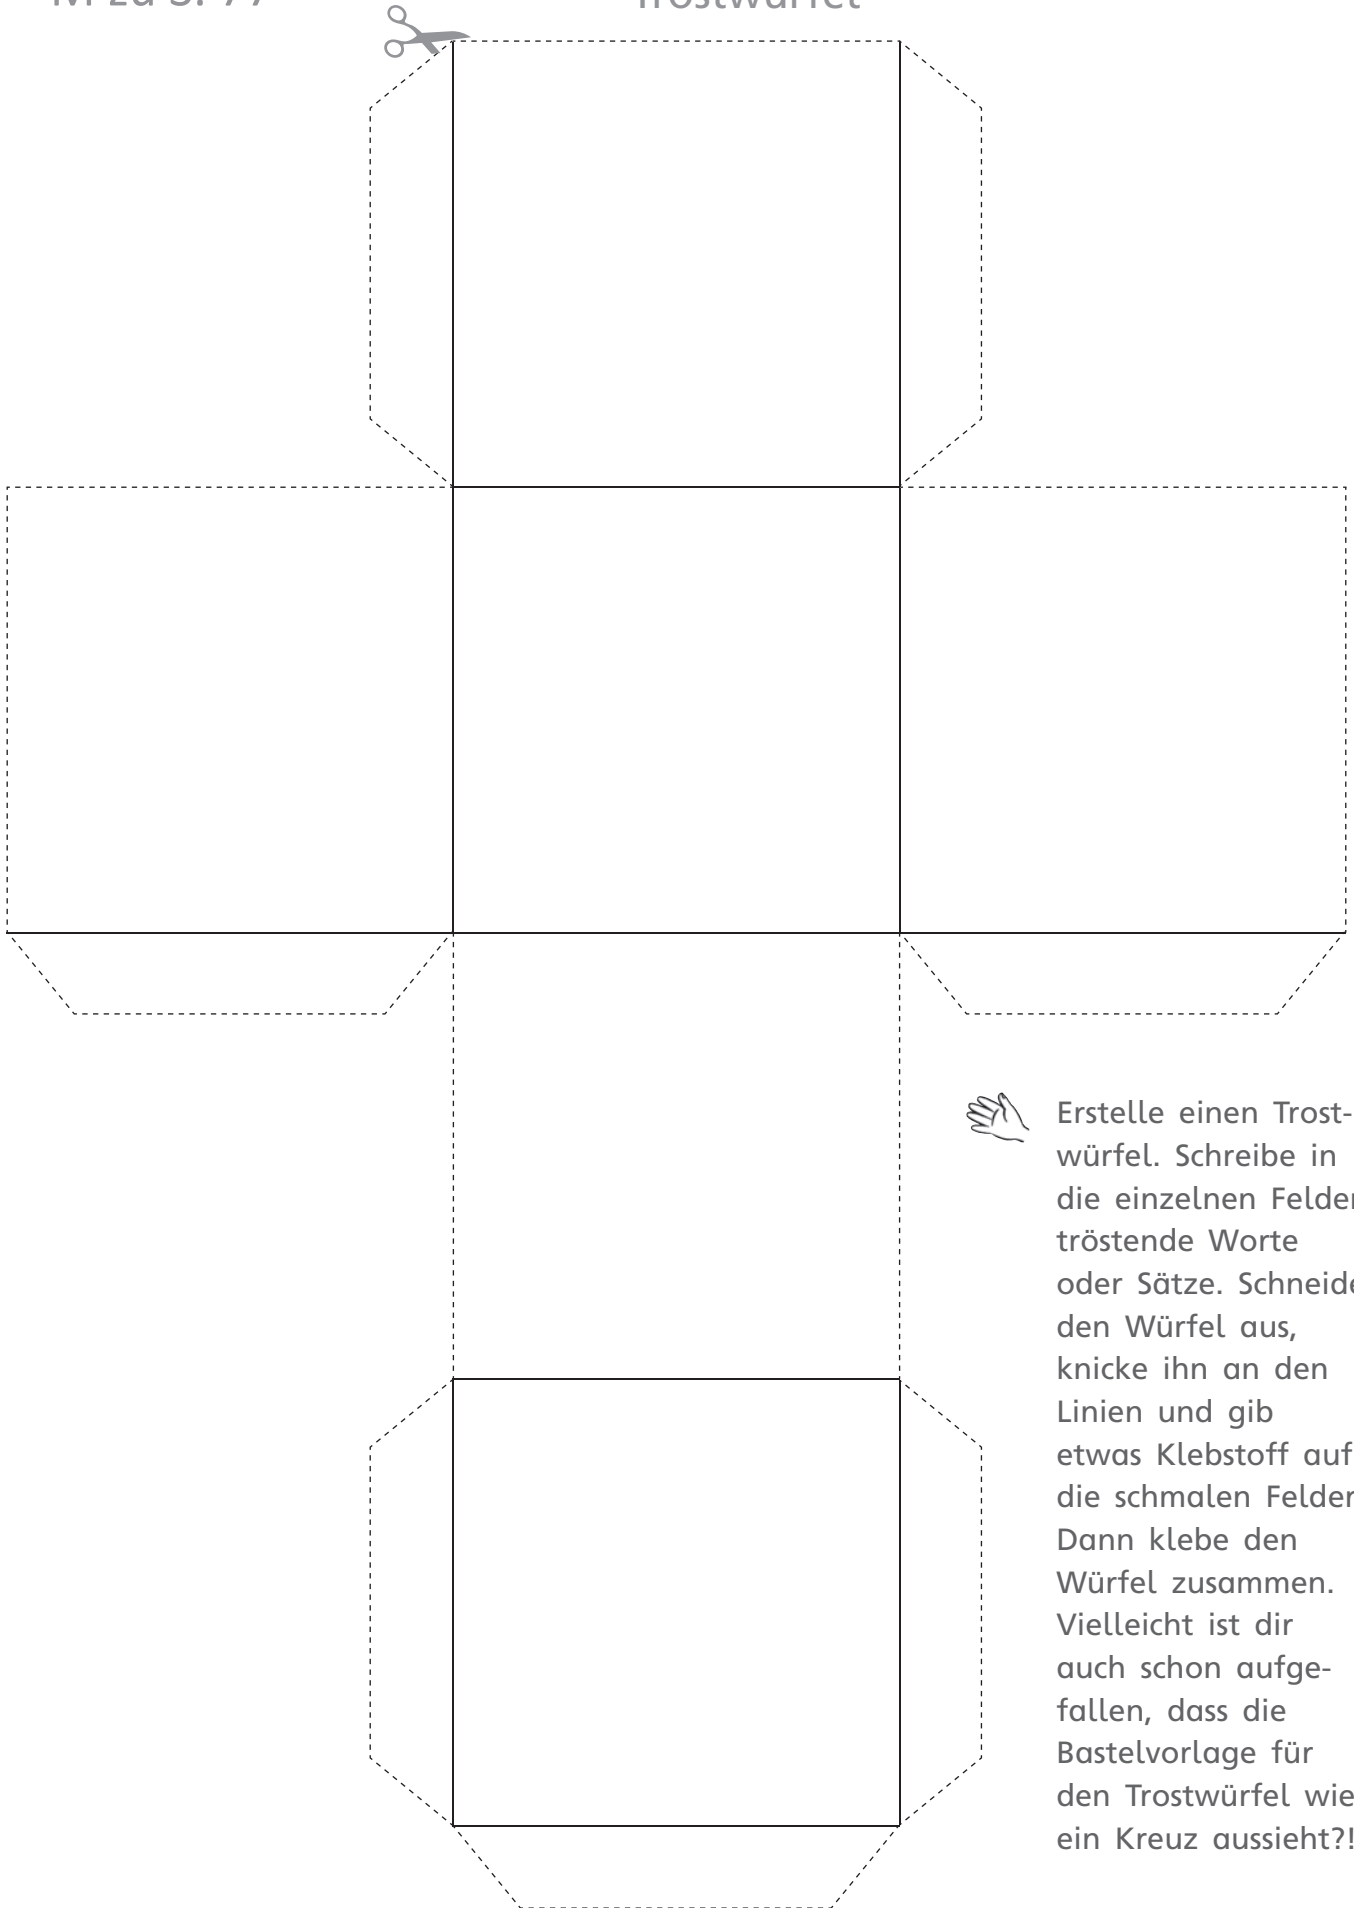 M zu S. 77
Trostwürfel
Erstelle einen Trost-
würfel. Schreibe in
die einzelnen Felder
tröstende Worte
oder Sätze. Schneide
den Würfel aus,
knicke ihn an den
Linien und gib
etwas Klebstoff auf
die schmalen Felder
Dann klebe den
Würfel zusammen.
Vielleicht ist dir
auch schon aufge-
fallen, dass die
Bastelvorlage für
den Trostwürfel wie
ein Kreuz aussieht?!